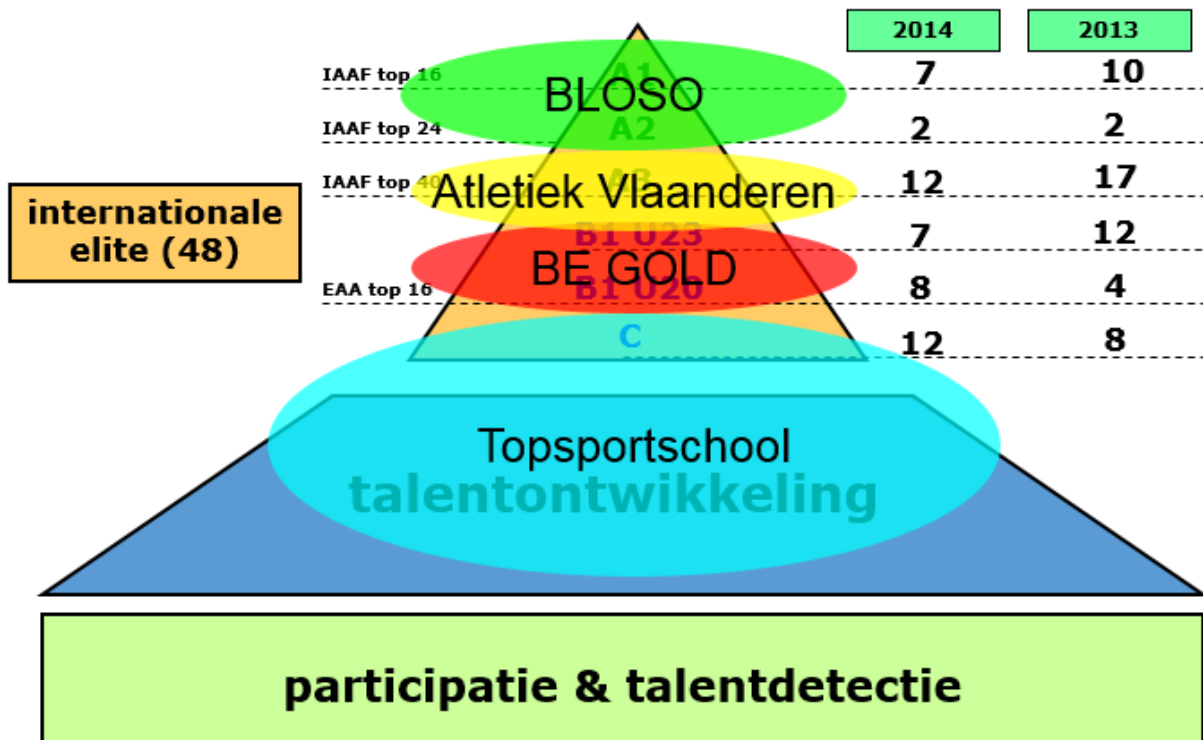 2014 2013
IAAF top 16 A1 7 10
BLOSO
IAAF top 24 A2 2 2
IAAF top 40 A3 12 17
Atletiek Vlaanderen
internationale
elite (48)
B1 U23 7 12
BE GOLD
EAA top 16 B1 U20 8 4
C 12 8
Topsportschool
talentontwikkeling
participatie & talentdetectie